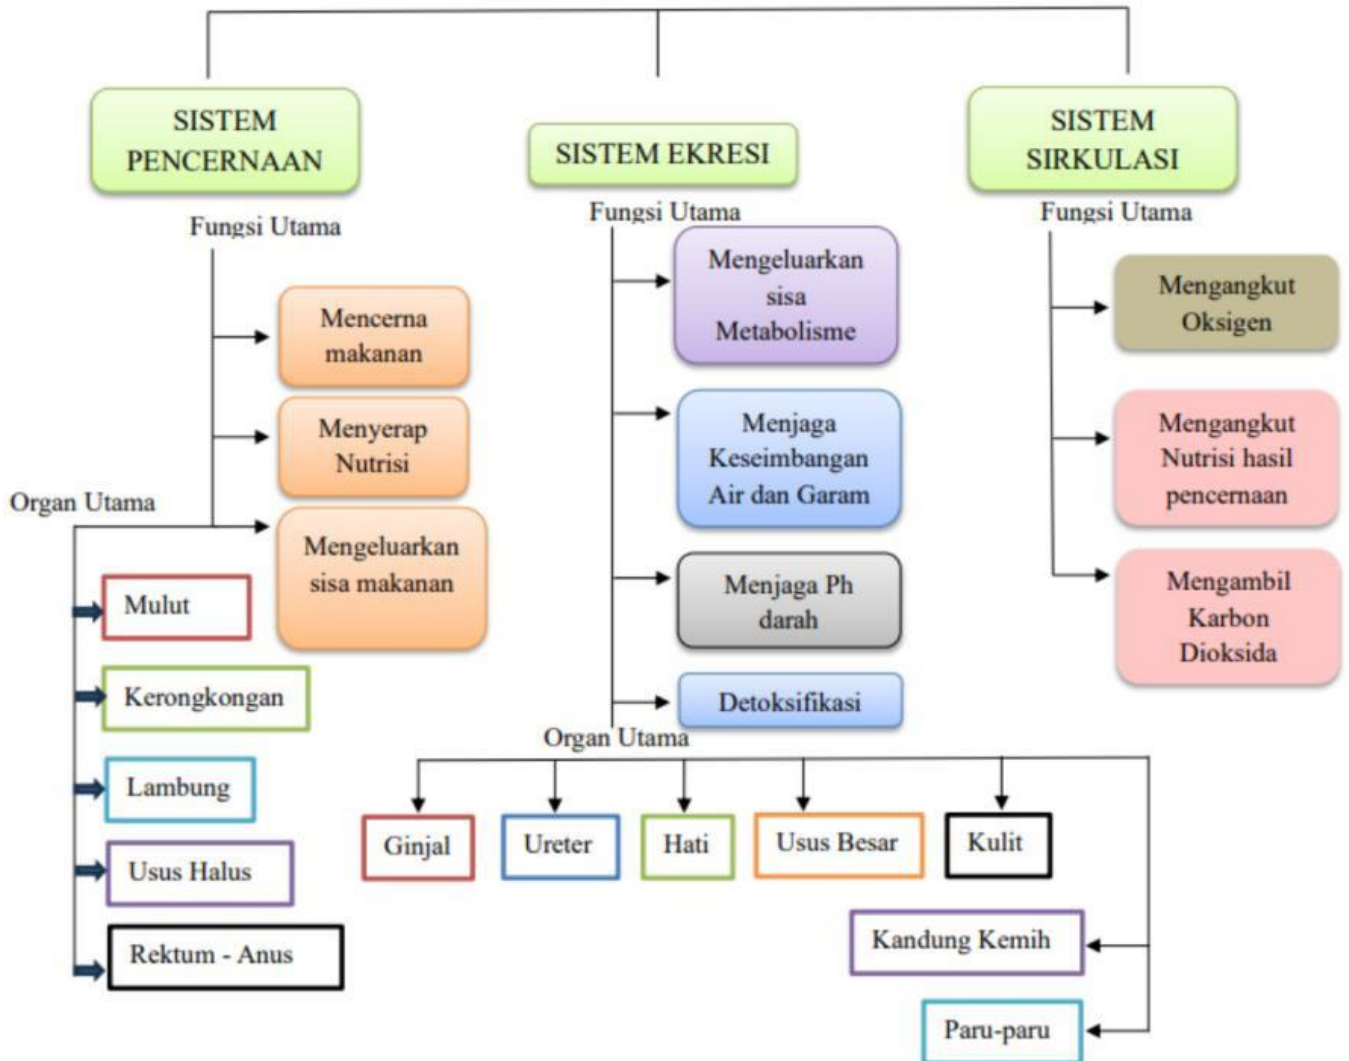 SISTEM
PENCERNAAN
Fungsi Utama
Mencerna
makanan
Menyerap
Nutrisi
Mengeluarkan
sisa makanan
Organ Utama
Mulut
Kerongkongan
Lambung
Usus Halus
Rektum - Anus
SISTEM EKRESI
Fungsi Utama
Mengeluarkan
sisa
Metabolisme
Menjaga
Keseimbangan
Air dan Garam
Menjaga Ph
darah
Detoksifikasi
Organ Utama
Ginjal
Ureter
Hati
Usus Besar
Kulit
Kandung Kemih
Paru-paru
SISTEM
SIRKULASI
Fungsi Utama
Mengangkut
Oksigen
Mengangkut
Nutrisi hasil
pencernaan
Mengambil
Karbon
Dioksida